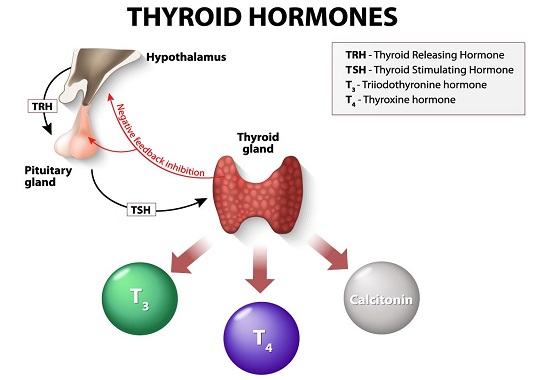 THYROID HORMONES
Hypothalamus
TRH - Thyroid Releasing Hormone
TSH - Thyroid Stimulating Hormone
T3 - Triiodothyronine hormone
T4 - Thyroxine hormone
TRH
Negative feedback inhibition
Thyroid
gland
Pituitary
gland
TSH
T3
T4
Calcitonin